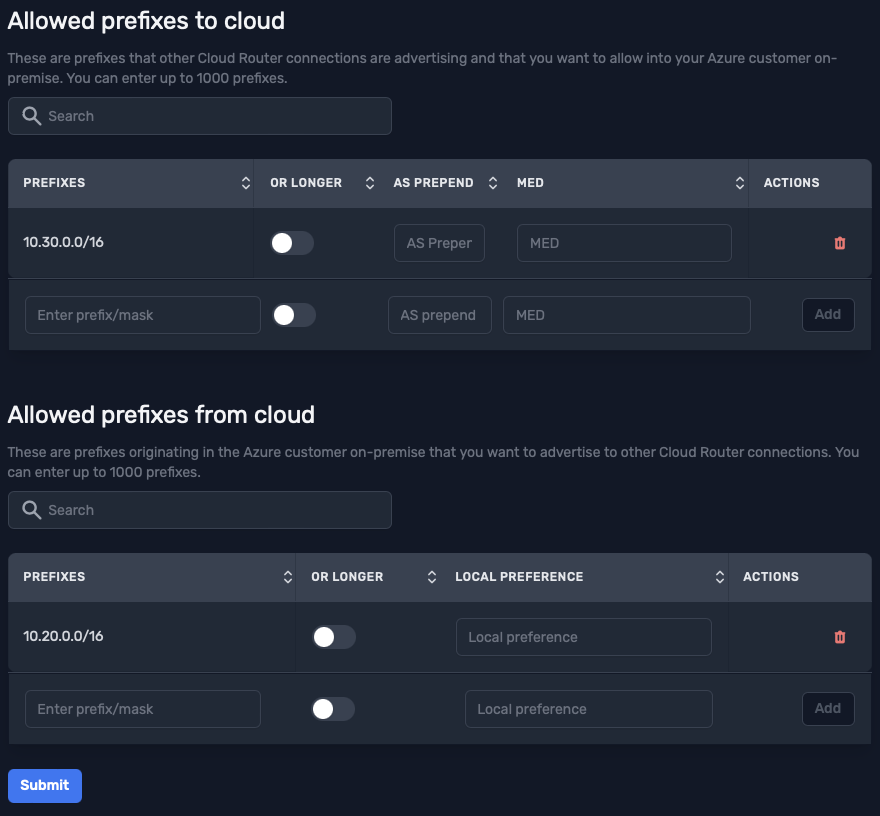 Allowed prefixes to cloud
These are prefixes that other Cloud Router connections are advertising and that you want to allow into your Azure customer on-
premise. You can enter up to 1000 prefixes.
Search
PREFIXES OR LONGER AS PREPEND MED ACTIONS
10.30.0.0/16 AS Preper MED
Enter prefix/mask AS prepend MED Add
Allowed prefixes from cloud
These are prefixes originating in the Azure customer on-premise that you want to advertise to other Cloud Router connections. You
can enter up to 1000 prefixes.
Search
PREFIXES OR LONGER LOCAL PREFERENCE ACTIONS
10.20.0.0/16 Local preference
Enter prefix/mask Local preference Add
Submit